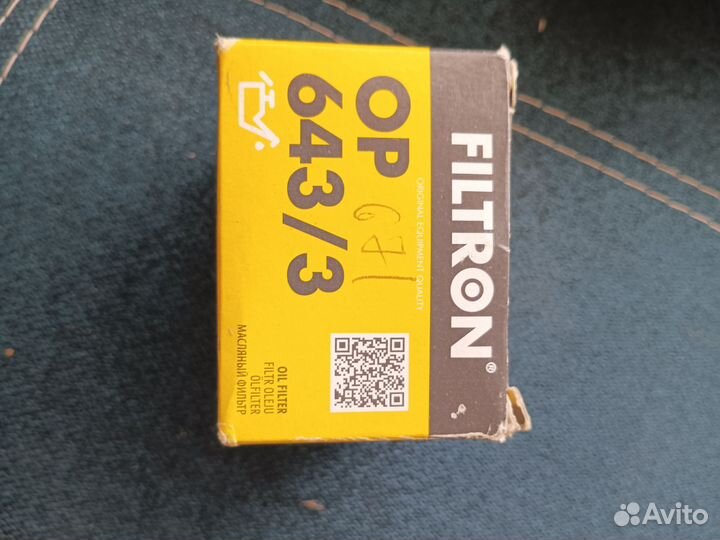 FILTRON®
ORIGINAL EQUIPMENT QUALITY
OP
643/3
671
OIL FILTER
FILTR OLEJU
ÖLFILTER
МАСЛЯНЫЙ ФИЛЬТР
Avito